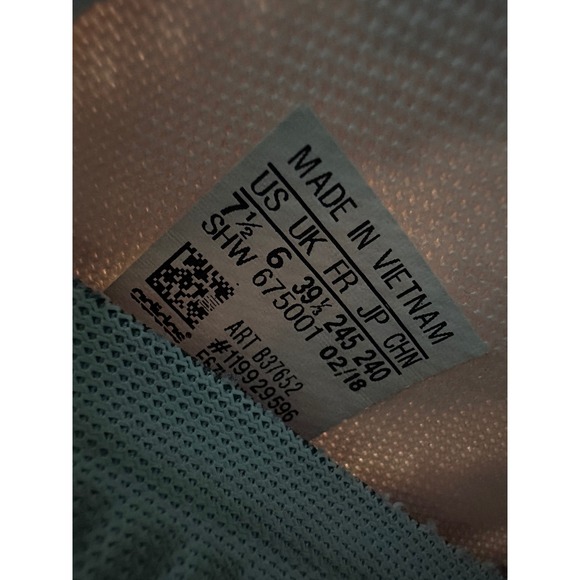 MADE IN VIETNAM
US UK FR JP CHN
7½ 6 39⅓ 245 240
SHW 675001 02/18
adidas
ART B37652
#119929596